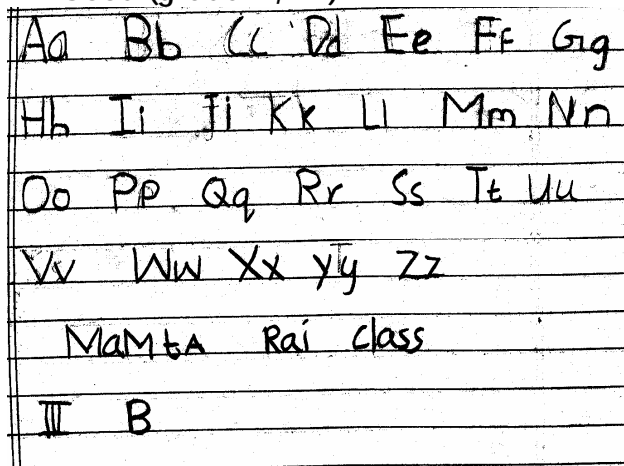 Aa Bb Cc Dd Ee Ff Gg
Hh Ii Jj Kk Ll Mm Nn
Oo Pp Qq Rr Ss Tt Uu
Vv Ww Xx Yy Zz
MaMtA Rai class
III B